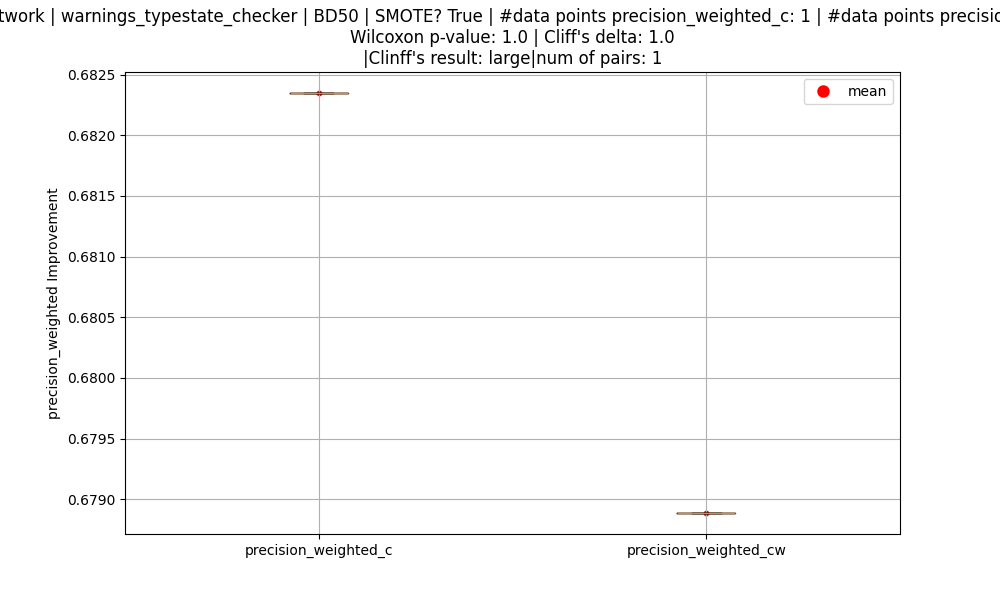 twork | warnings_typestate_checker | BD50 | SMOTE? True | #data points precision_weighted_c: 1 | #data points precisio
Wilcoxon p-value: 1.0 | Cliff's delta: 1.0
|Clinff's result: large|num of pairs: 1
mean
0.6825
0.6820
0.6815
0.6810
0.6805
0.6800
0.6795
0.6790
precision_weighted Improvement
precision_weighted_c
precision_weighted_cw